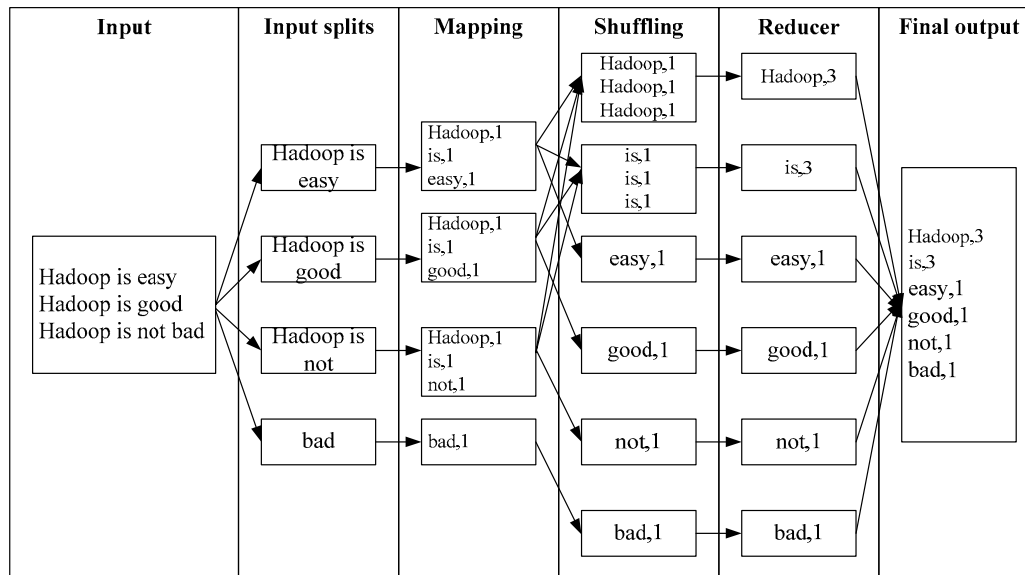 Input
Input splits
Mapping
Shuffling
Reducer
Final output
Hadoop is easy
Hadoop is good
Hadoop is not bad
Hadoop is
easy
Hadoop is
good
Hadoop is
not
bad
Hadoop,1
is,1
easy,1
Hadoop,1
is,1
good,1
Hadoop,1
is,1
not,1
bad,1
Hadoop,1
Hadoop,1
Hadoop,1
is,1
is,1
is,1
easy,1
good,1
not,1
bad,1
Hadoop,3
is,3
easy,1
good,1
not,1
bad,1
Hadoop,3
is,3
easy,1
good,1
not,1
bad,1